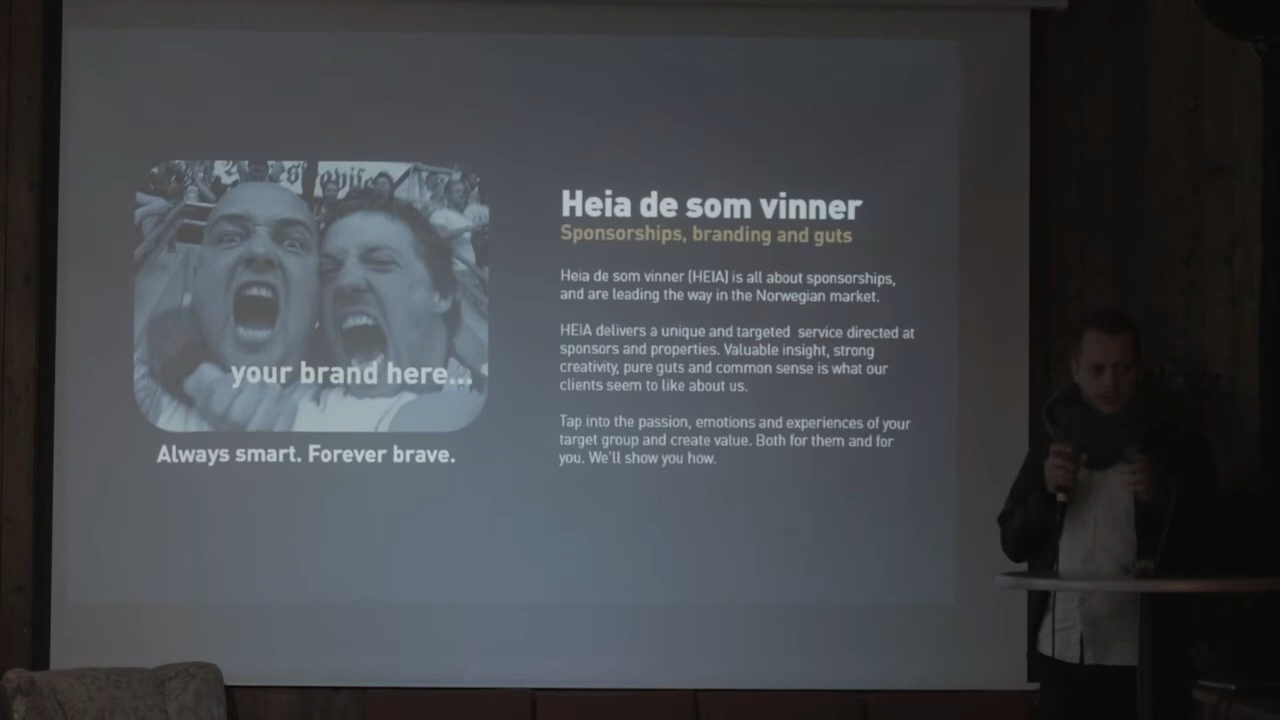 your brand here...
Always smart. Forever brave.
Heia de som vinner
Sponsorships, branding and guts
Heia de som vinner (HEIA) is all about sponsorships,
and are leading the way in the Norwegian market.
HEIA delivers a unique and targeted service directed at
sponsors and properties. Valuable insight, strong
creativity, pure guts and common sense is what our
clients seem to like about us.
Tap into the passion, emotions and experiences of your
target group and create value. Both for them and for
you. We'll show you how.